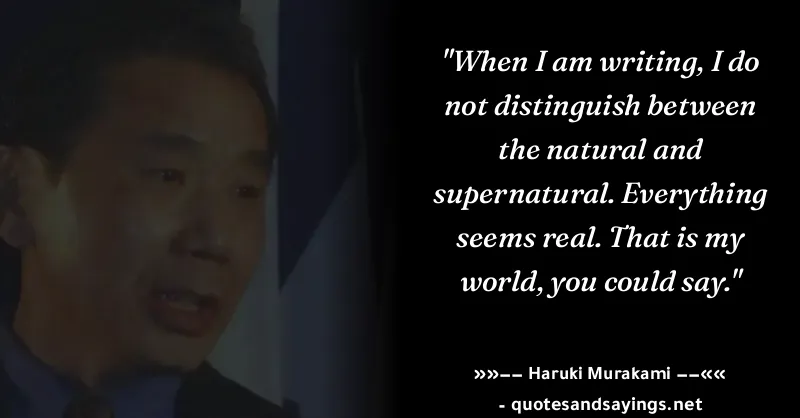 "When I am writing, I do
not distinguish between
the natural and
supernatural. Everything
seems real. That is my
world, you could say."
»»—— Haruki Murakami ——««
- quotesandsayings.net